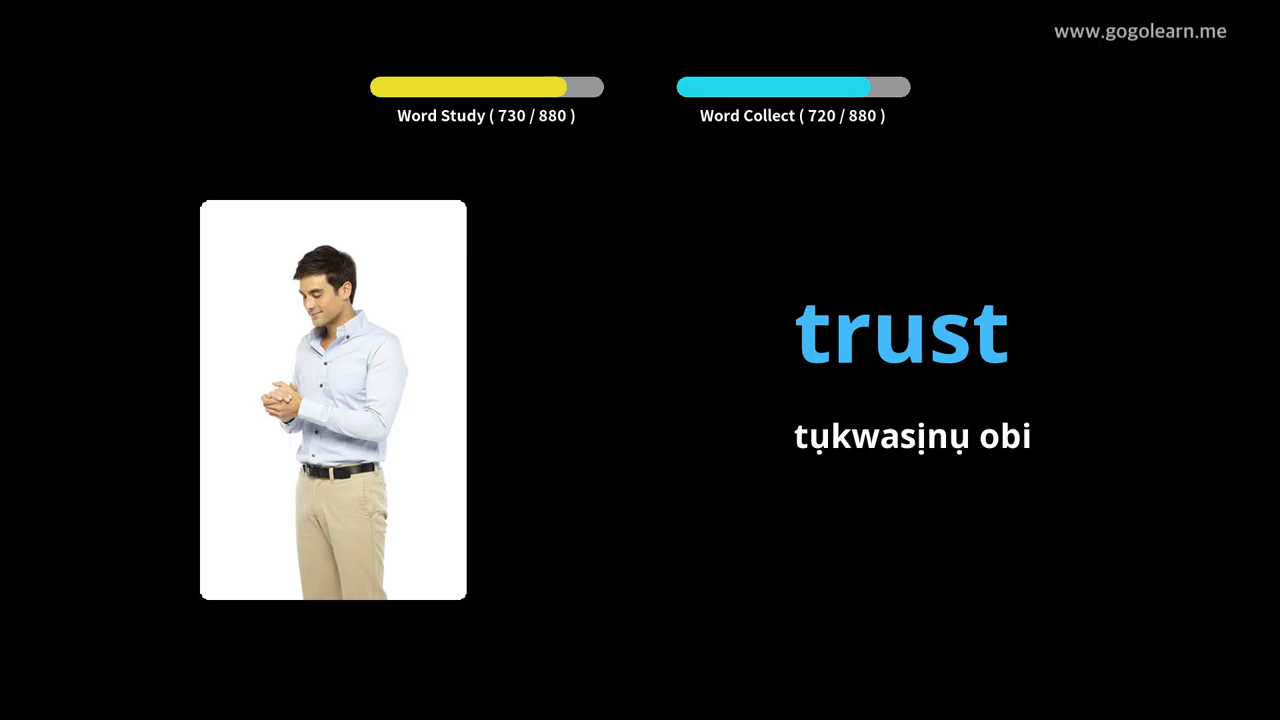 www.gogolearn.me
Word Study ( 730 / 880 )
Word Collect ( 720 / 880 )
trust
tụkwasịnụ obi